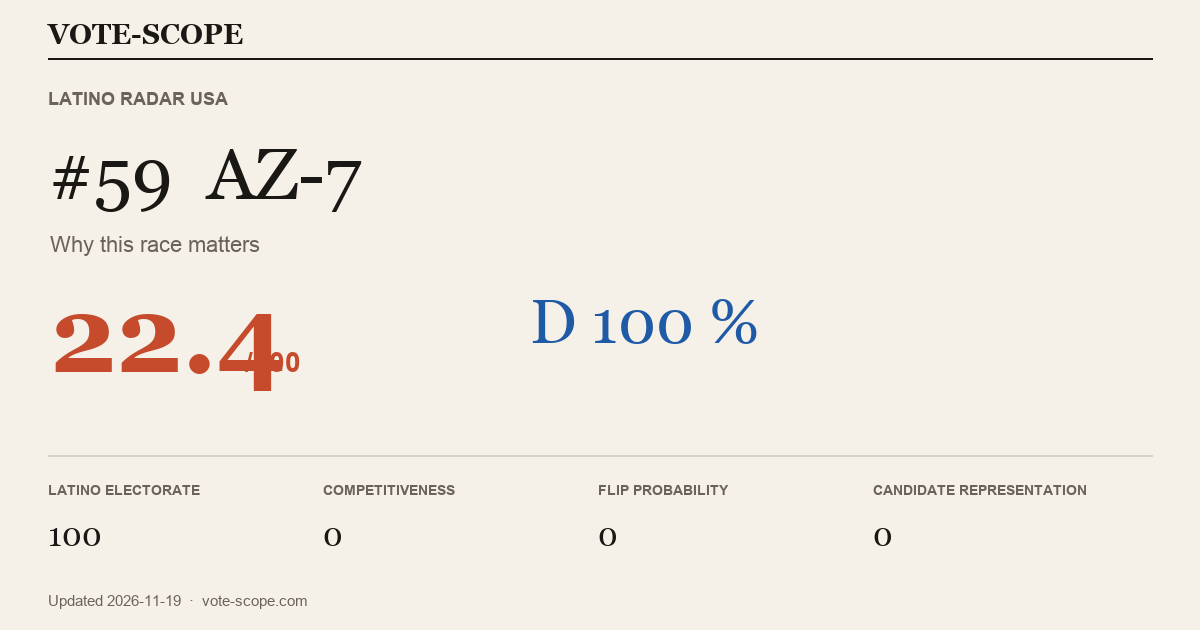 VOTE-SCOPE
LATINO RADAR USA
#59 AZ-7
Why this race matters
22.4
D 100 %
LATINO ELECTORATE
COMPETITIVENESS
FLIP PROBABILITY
CANDIDATE REPRESENTATION
100
0
0
0
Updated 2026-11-19 · vote-scope.com